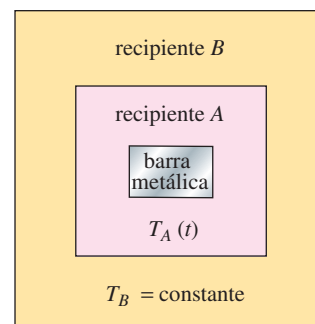 recipiente B
recipiente A
barra
metálica
T_A (t)
T_B = constante